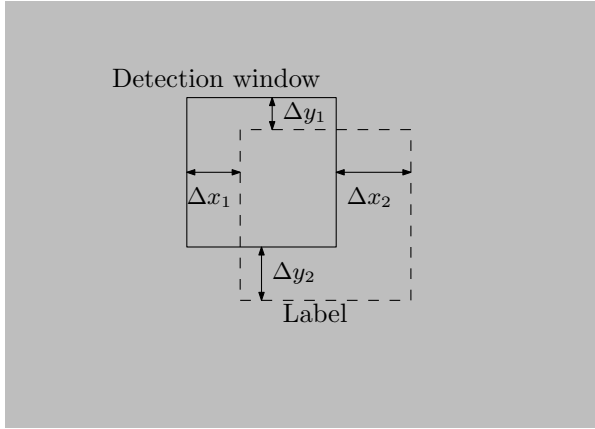 Detection window
Δy₁
Δx₁
Δx₂
Δy₂
Label